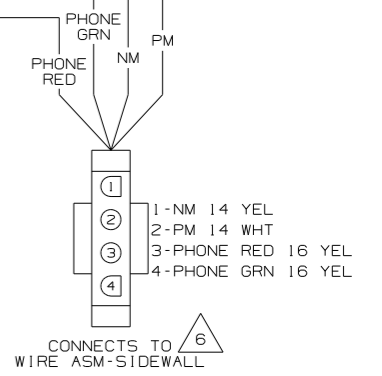 PHONE
GRN
PM
NM
PHONE
RED
1
2
3
4
1-NM 14 YEL
2-PM 14 WHT
3-PHONE RED 16 YEL
4-PHONE GRN 16 YEL
6
CONNECTS TO
WIRE ASM-SIDEWALL